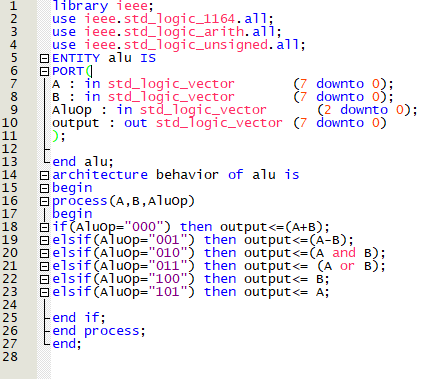 1 library ieee;
2 use ieee.std_logic_1164.all;
3 use ieee.std_logic_arith.all;
4 use ieee.std_logic_unsigned.all;
5 ENTITY alu IS
6 PORT(
7 A : in std_logic_vector (7 downto 0);
8 B : in std_logic_vector (7 downto 0);
9 AluOp : in std_logic_vector (2 downto 0);
10 output : out std_logic_vector (7 downto 0)
11 );
12
13 end alu;
14 architecture behavior of alu is
15 begin
16 process(A,B,AluOp)
17 begin
18 if(AluOp="000") then output<=(A+B);
19 elsif(AluOp="001") then output<=(A-B);
20 elsif(AluOp="010") then output<=(A and B);
21 elsif(AluOp="011") then output<= (A or B);
22 elsif(AluOp="100") then output<= B;
23 elsif(AluOp="101") then output<= A;
24
25 end if;
26 end process;
27 end;
28